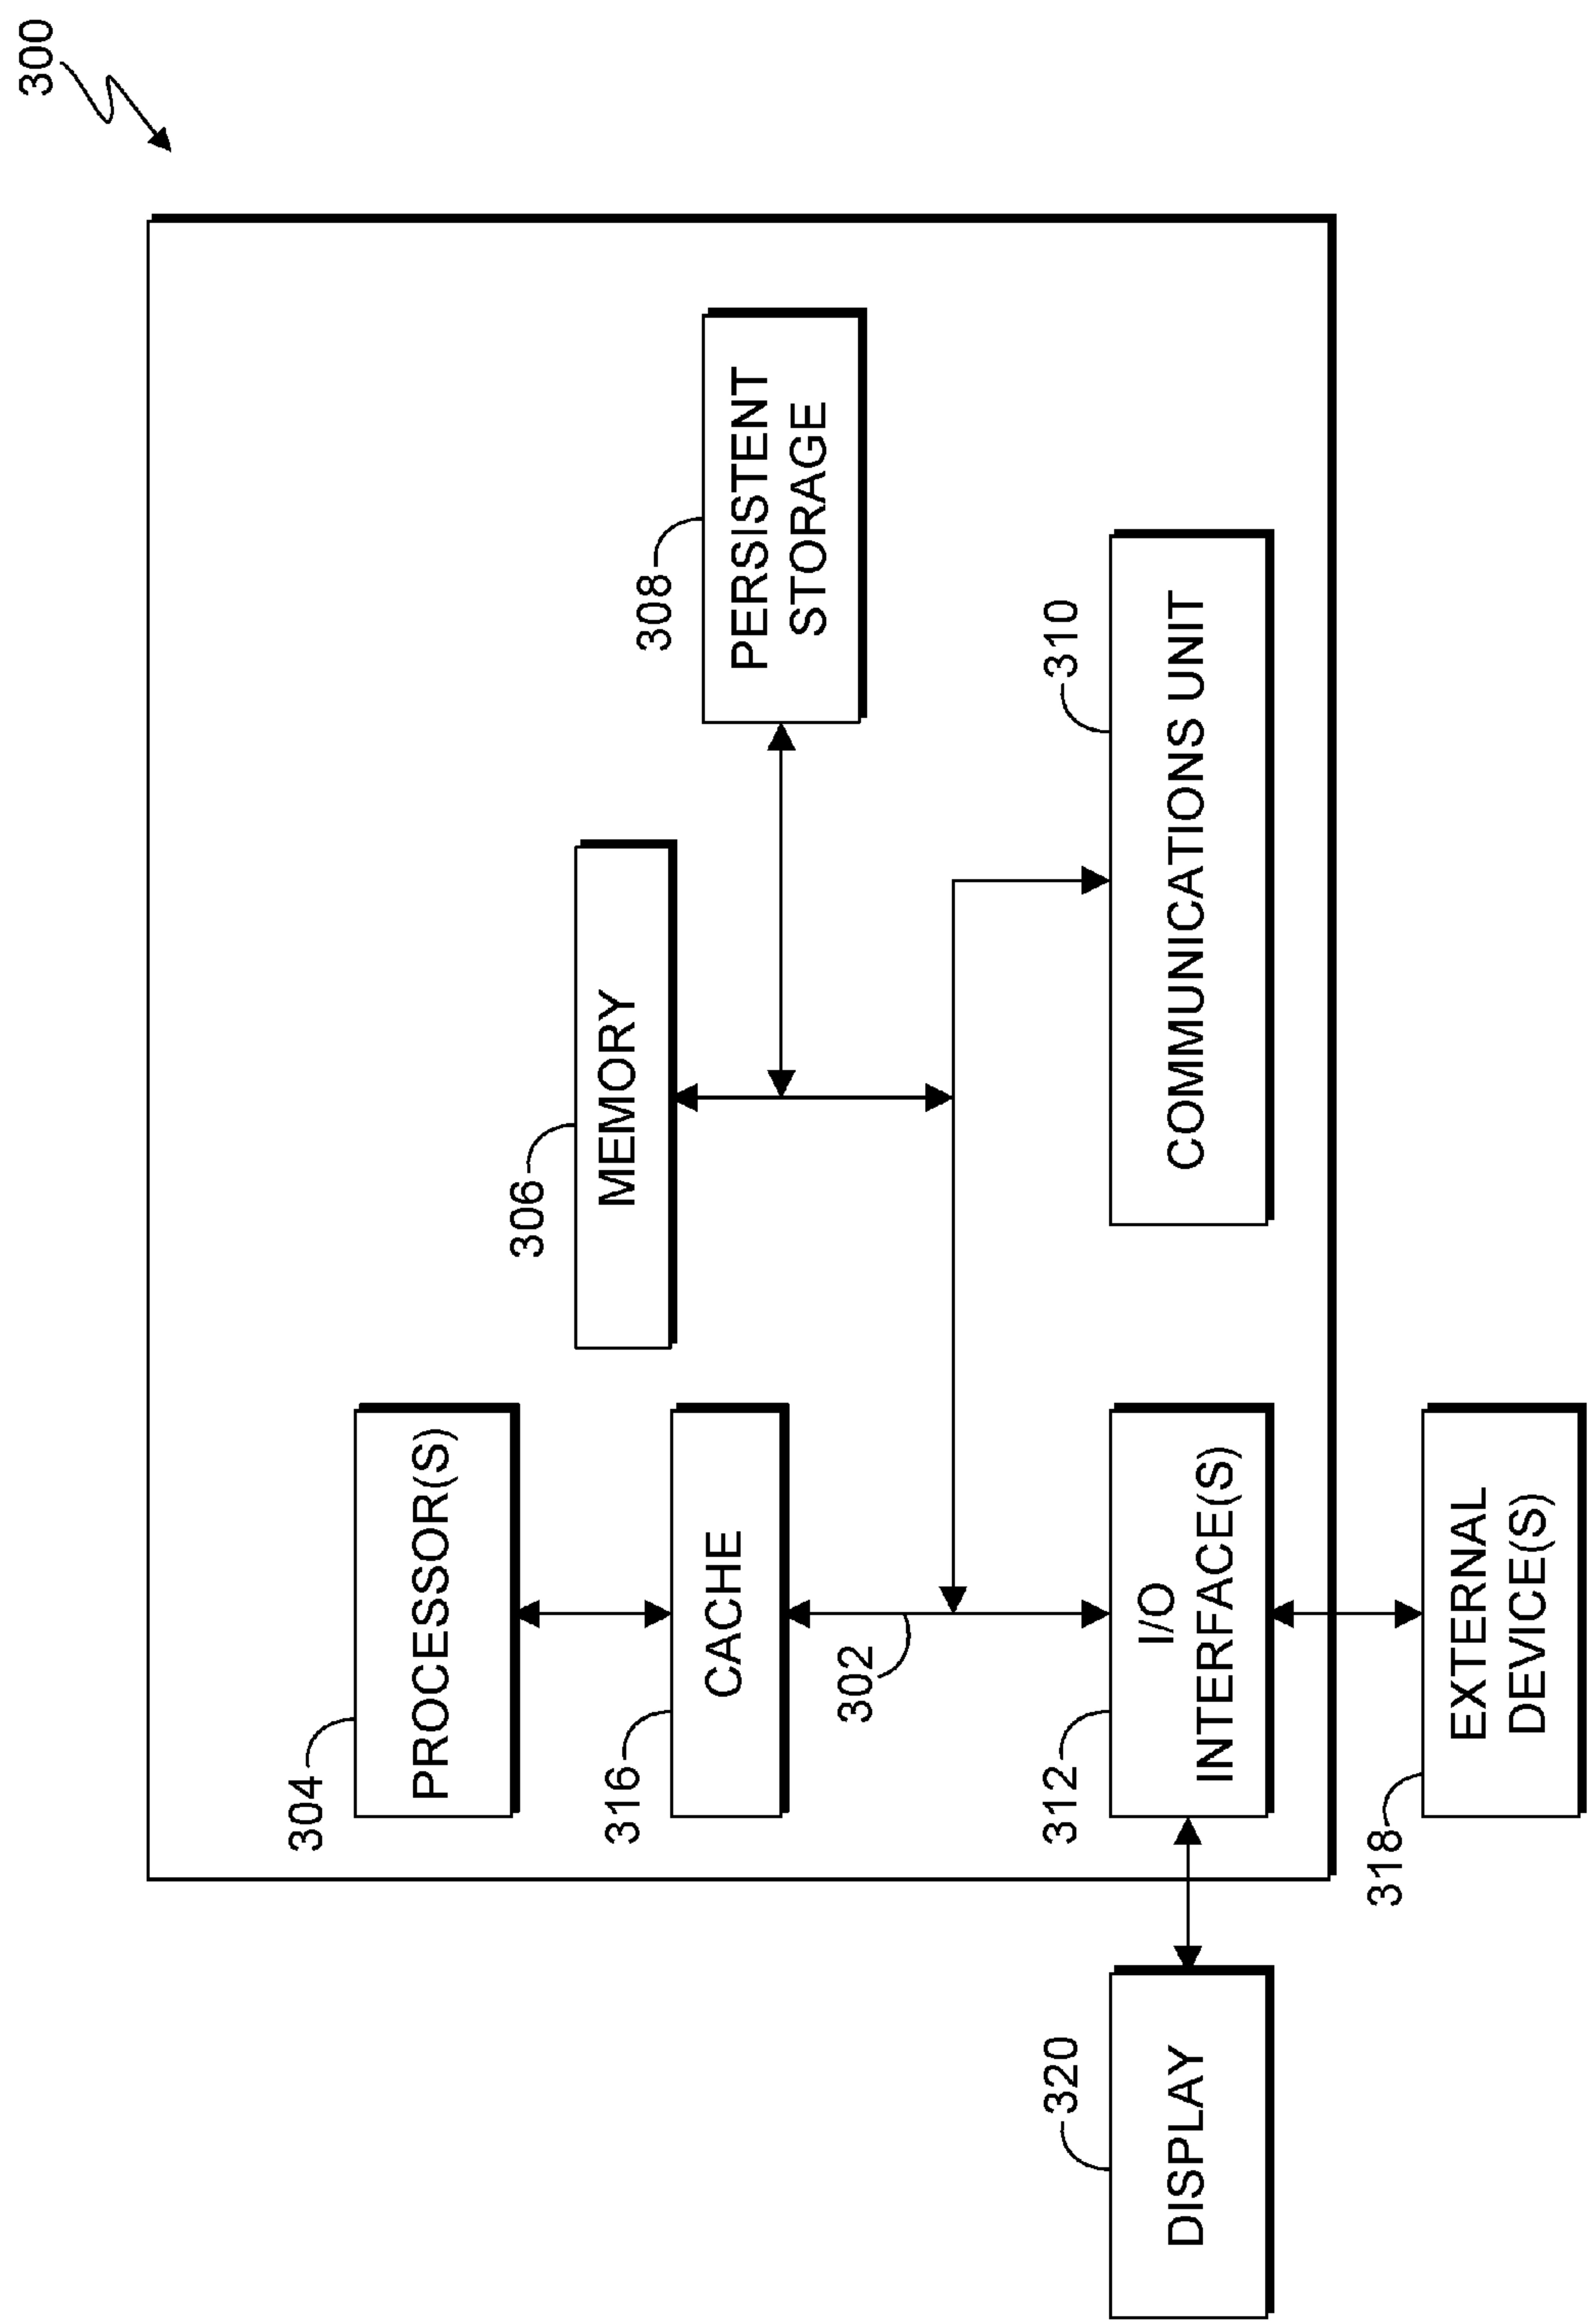 300
304
PROCESSOR(S)
316
CACHE
306
MEMORY
308
PERSISTENT
STORAGE
302
320
DISPLAY
312
I/O
INTERFACE(S)
310
COMMUNICATIONS UNIT
318
EXTERNAL
DEVICE(S)